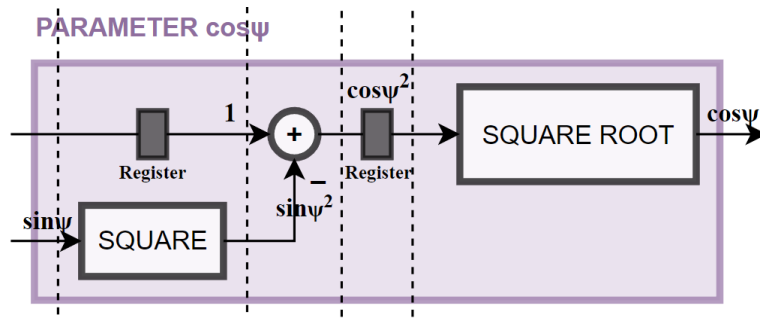 PARAMETER cosψ
cosψ²
1
+
SQUARE ROOT
cosψ
Register
Register
−
sinψ²
sinψ
SQUARE